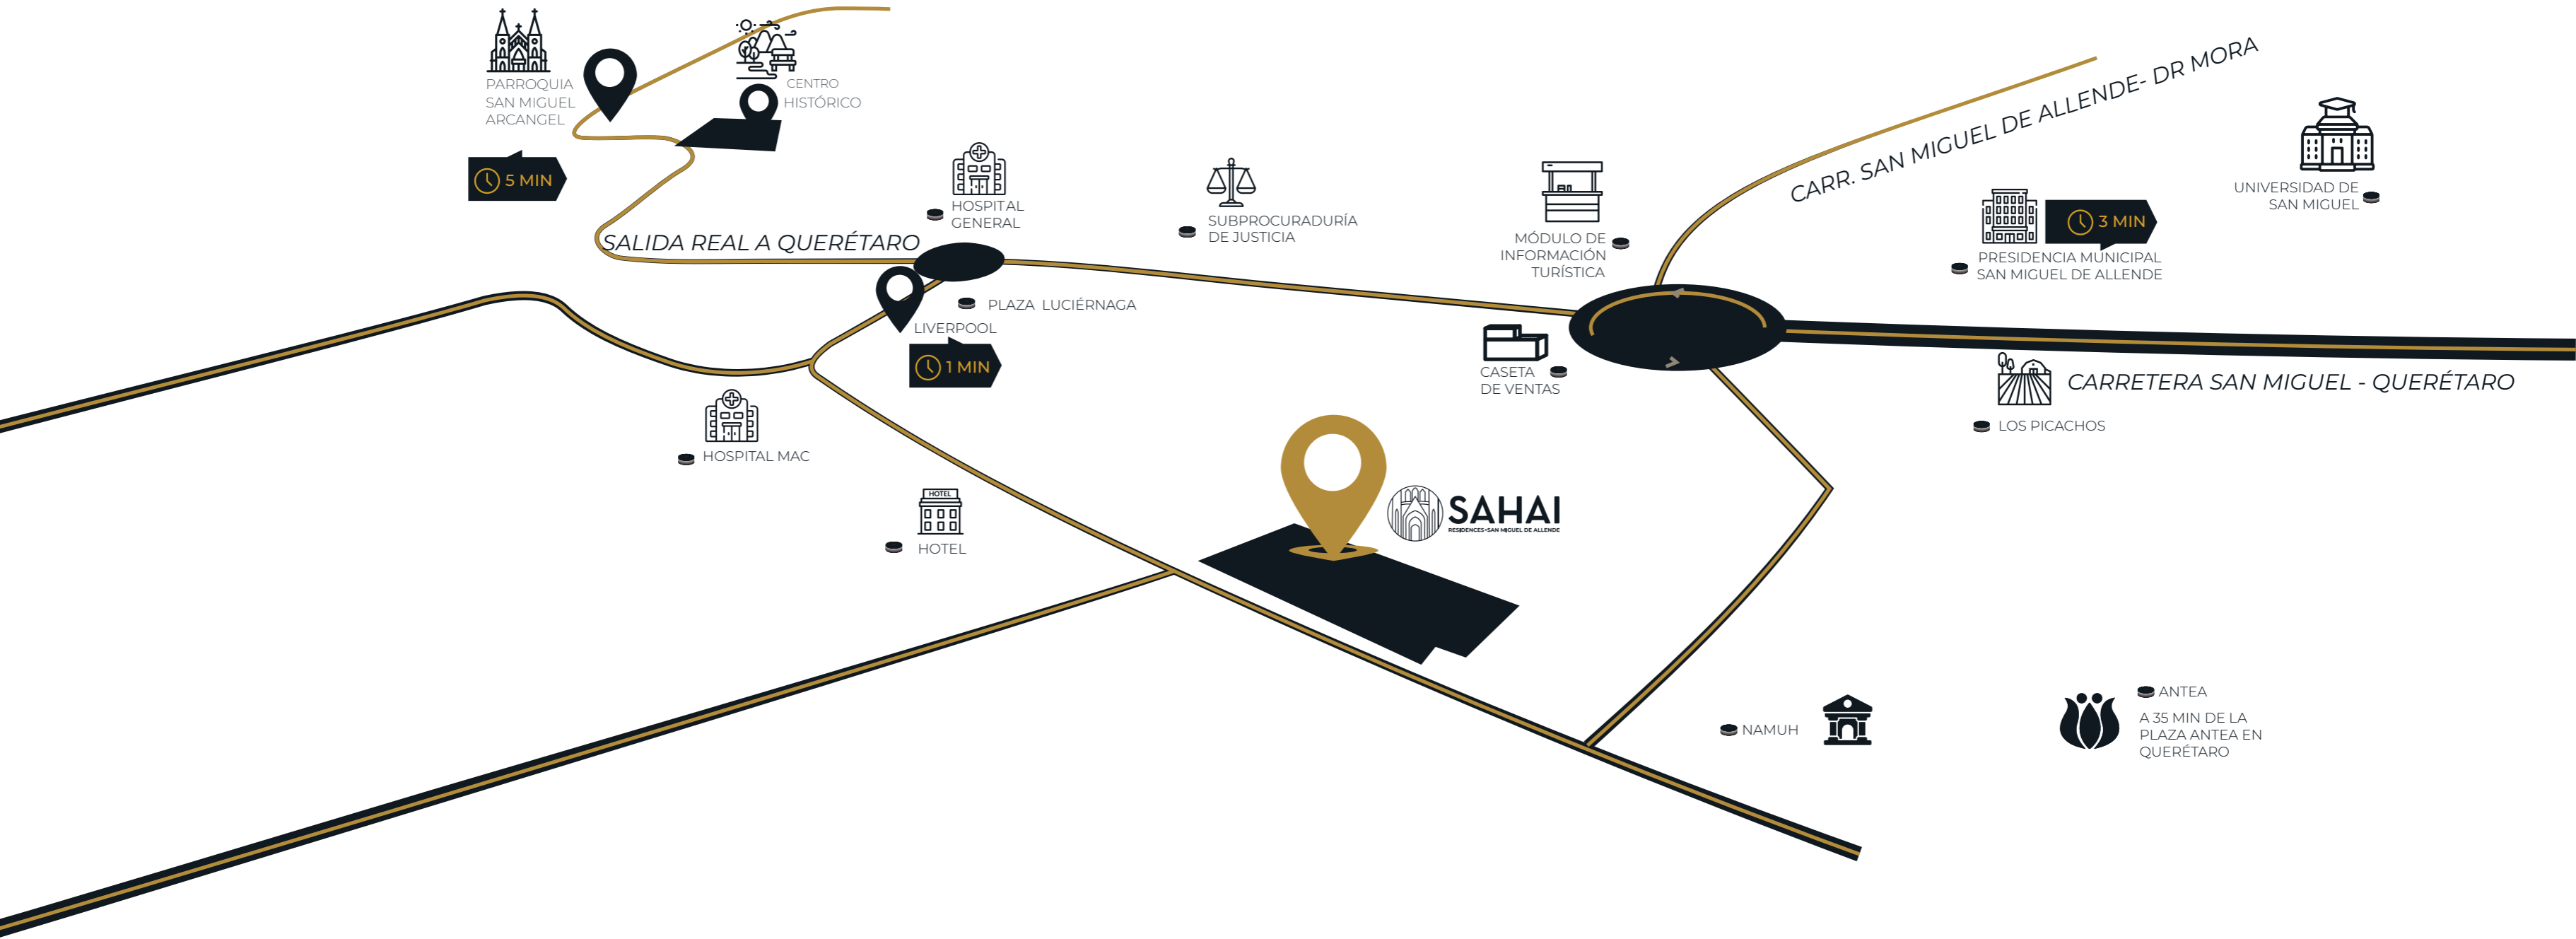 PARROQUIA
SAN MIGUEL
ARCANGEL
CENTRO
HISTÓRICO
5 MIN
SALIDA REAL A QUERÉTARO
HOSPITAL
GENERAL
SUBPROCURADURÍA
DE JUSTICIA
MÓDULO DE
INFORMACIÓN
TURÍSTICA
CARR. SAN MIGUEL DE ALLENDE- DR MORA
UNIVERSIDAD DE
SAN MIGUEL
3 MIN
PRESIDENCIA MUNICIPAL
SAN MIGUEL DE ALLENDE
PLAZA LUCIÉRNAGA
LIVERPOOL
1 MIN
CASETA
DE VENTAS
CARRETERA SAN MIGUEL - QUERÉTARO
LOS PICACHOS
HOSPITAL MAC
HOTEL
HOTEL
SAHAI
RESIDENCES•SAN MIGUEL DE ALLENDE
NAMUH
ANTEA
A 35 MIN DE LA
PLAZA ANTEA EN
QUERÉTARO